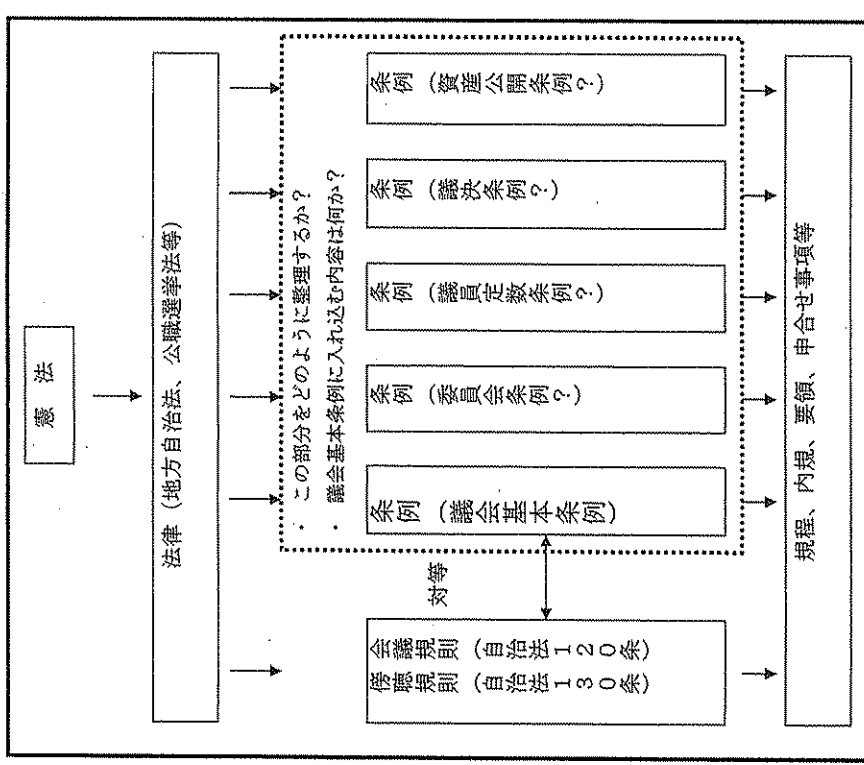 憲 法
法律（地方自治法、公職選挙法等）
・ この部分をどのように整理するか？
・ 議会基本条例に入れ込む内容は何か？
会議規則（自治法１２０条）
傍聴規則（自治法１３０条）
対等
条例（議会基本条例）
条例（委員会条例？）
条例（議員定数条例？）
条例（議決条例？）
条例（資産公開条例？）
規程、内規、要領、申合せ事項等